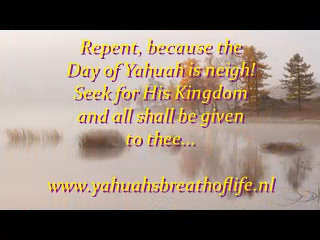 Repent, because the
Day of Yahuah is neigh!
Seek for His Kingdom
and all shall be given
to thee...
www.yahuahsbreathoflife.nl